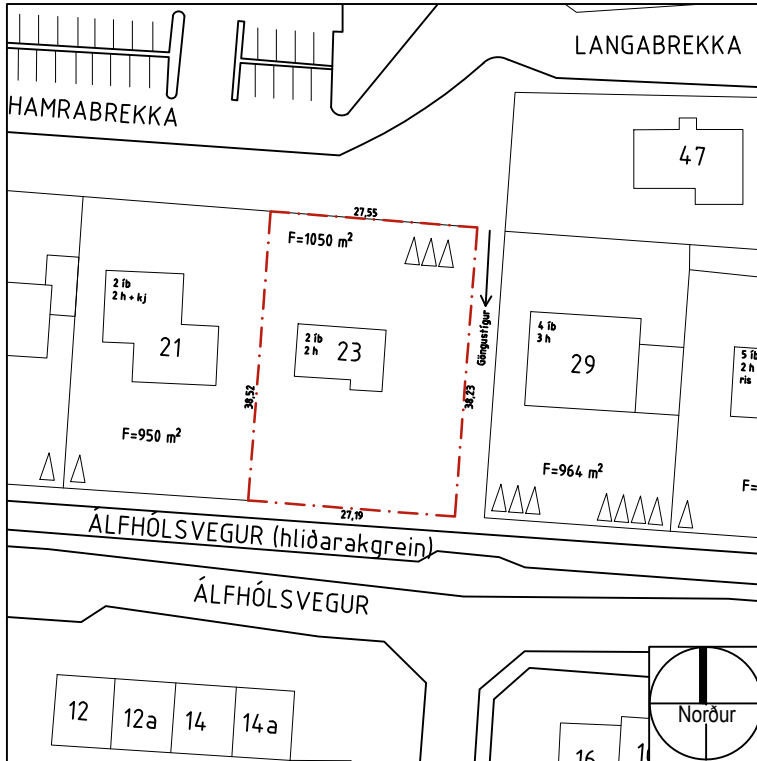 LANGABREKKA
HAMRABREKKA
47
27,55
F=1050 m²
2 íb
2 h + kj
21
2 íb
2 h
23
Göngustígur
4 íb
3 h
29
5 íb
2 h
ris
38,52
38,23
F=950 m²
F=964 m²
F=
27,19
ÁLFHÓLSVEGUR (hliðarakgrein)
ÁLFHÓLSVEGUR
12
12a
14
14a
16
Norður